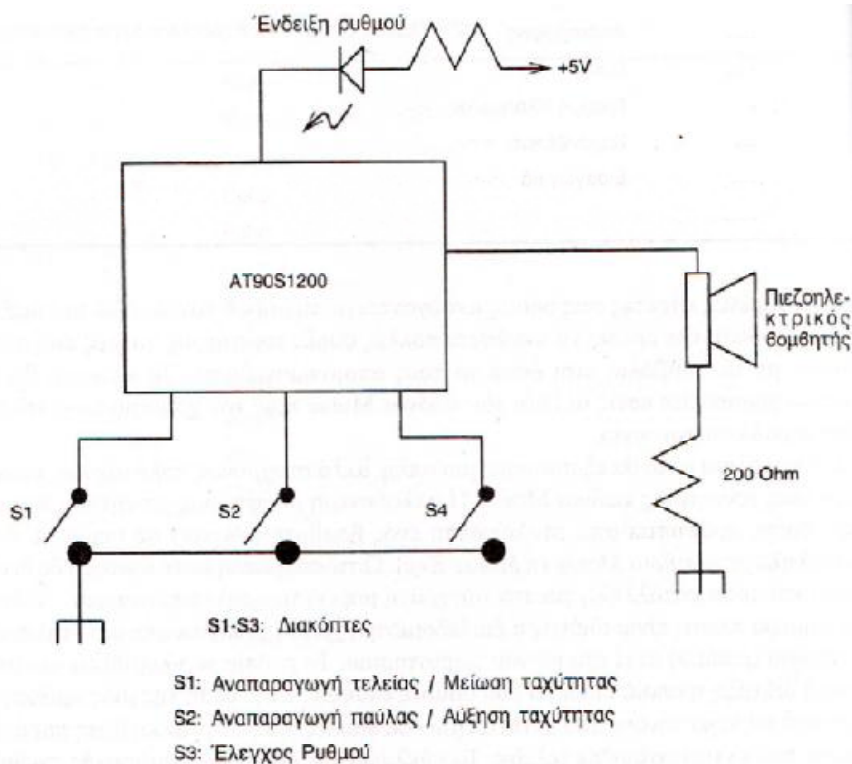 Ένδειξη ρυθμού
+5V
AT90S1200
Πιεζοηλε-
κτρικός
βομβητής
S1
S2
S4
200 Ohm
S1-S3: Διακόπτες
S1: Αναπαραγωγή τελείας / Μείωση ταχύτητας
S2: Αναπαραγωγή παύλας / Αύξηση ταχύτητας
S3: Έλεγχος Ρυθμού